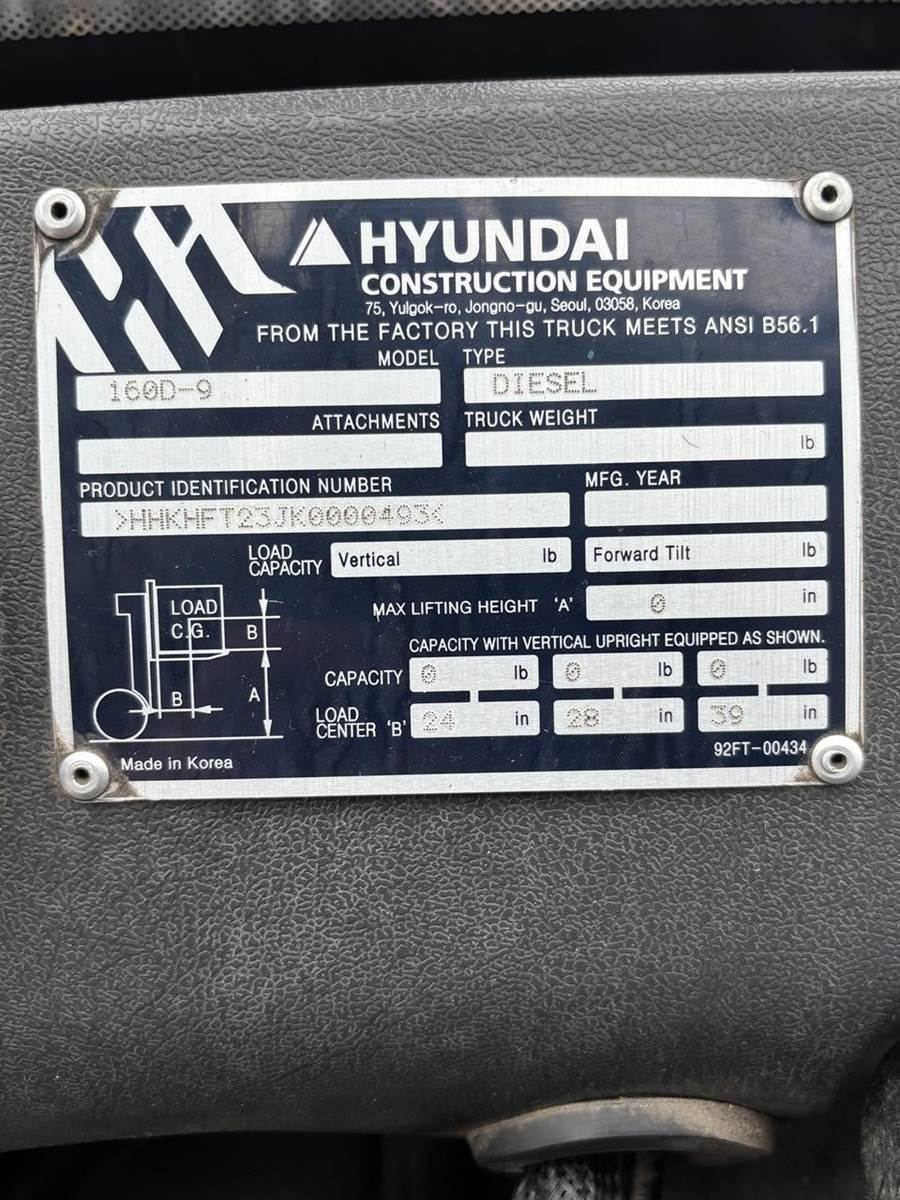 HYUNDAI
CONSTRUCTION EQUIPMENT
75, Yulgok-ro, Jongno-gu, Seoul, 03058, Korea
FROM THE FACTORY THIS TRUCK MEETS ANSI B56.1
MODEL TYPE
160D-9 DIESEL
ATTACHMENTS TRUCK WEIGHT
lb
PRODUCT IDENTIFICATION NUMBER MFG. YEAR
>HHKHFT23JK0000493<
LOAD CAPACITY Vertical lb Forward Tilt lb
MAX LIFTING HEIGHT 'A' 0 in
LOAD C.G. B
CAPACITY WITH VERTICAL UPRIGHT EQUIPPED AS SHOWN.
CAPACITY 0 lb 0 lb 0 lb
B A
LOAD CENTER 'B' 24 in 28 in 39 in
92FT-00434
Made in Korea